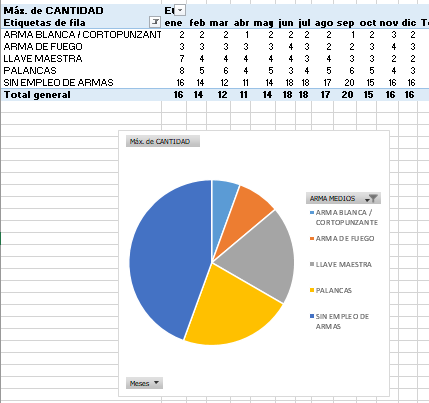 Máx. de CANTIDAD
Etiquetas de fila ene feb mar abr may jun jul ago sep oct nov dic
ARMA BLANCA / CORTOPUNZANT 2 2 2 1 2 2 2 2 1 2 3 2
ARMA DE FUEGO 3 3 3 3 3 4 3 2 2 3 4 3
LLAVE MAESTRA 7 4 4 4 4 4 3 4 3 3 2 2
PALANCAS 8 5 6 4 5 3 4 5 6 5 4 3
SIN EMPLEO DE ARMAS 16 14 12 11 14 18 18 17 20 15 16 16
Total general 16 14 12 11 14 18 18 17 20 15 16 16
Máx. de CANTIDAD
ARMA MEDIOS
ARMA BLANCA /
CORTOPUNZANTE
ARMA DE FUEGO
LLAVE MAESTRA
PALANCAS
SIN EMPLEO DE
ARMAS
Meses